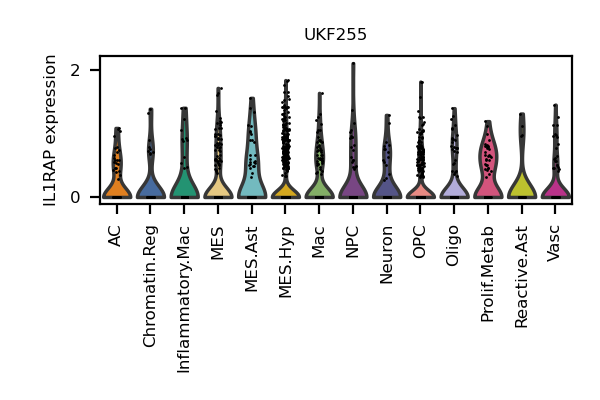 UKF255
IL1RAP expression
2
0
AC
Chromatin.Reg
Inflammatory.Mac
MES
MES.Ast
MES.Hyp
Mac
NPC
Neuron
OPC
Oligo
Prolif.Metab
Reactive.Ast
Vasc